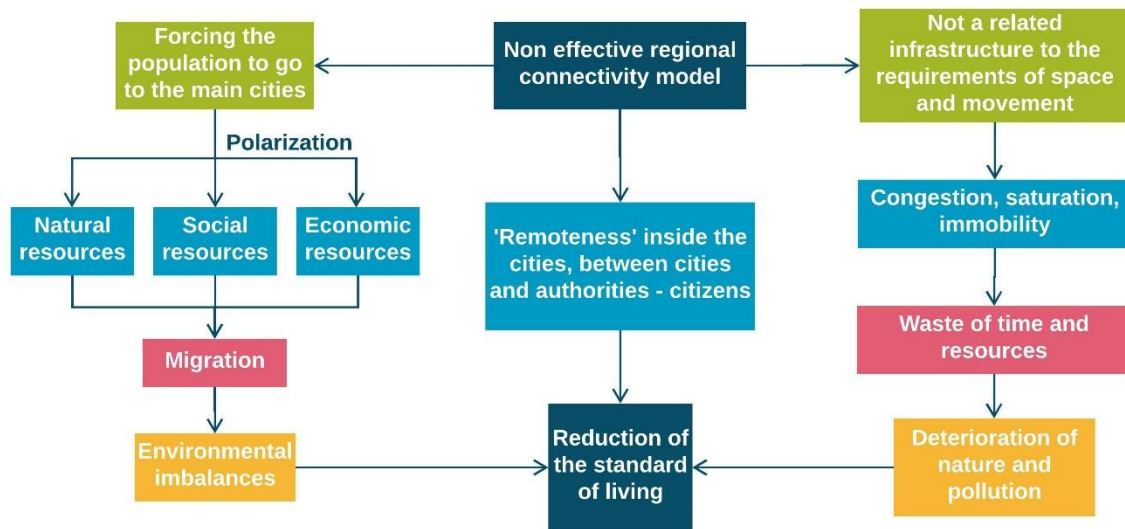 Forcing the
population to go
to the main cities
Non effective regional
connectivity model
Not a related
infrastructure to the
requirements of space
and movement
Polarization
Natural
resources
Social
resources
Economic
resources
'Remoteness' inside the
cities, between cities
and authorities - citizens
Congestion, saturation,
immobility
Migration
Waste of time and
resources
Environmental
imbalances
Reduction of
the standard
of living
Deterioration of
nature and
pollution